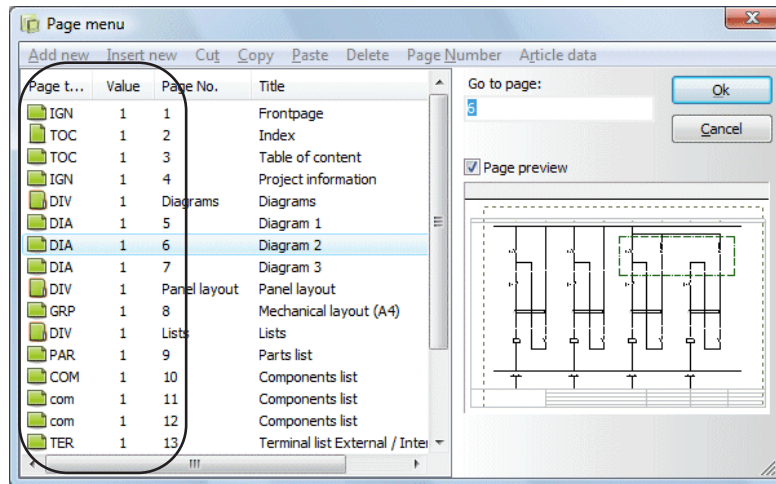 Page menu
Add new Insert new Cut Copy Paste Delete Page Number Article data
Page t... Value Page No. Title
IGN 1 1 Frontpage
TOC 1 2 Index
TOC 1 3 Table of content
IGN 1 4 Project information
DIV 1 Diagrams Diagrams
DIA 1 5 Diagram 1
DIA 1 6 Diagram 2
DIA 1 7 Diagram 3
DIV 1 Panel layout Panel layout
GRP 1 8 Mechanical layout (A4)
DIV 1 Lists Lists
PAR 1 9 Parts list
COM 1 10 Components list
com 1 11 Components list
com 1 12 Components list
TER 1 13 Terminal list External / Inter
Go to page:
6
Ok
Cancel
Page preview